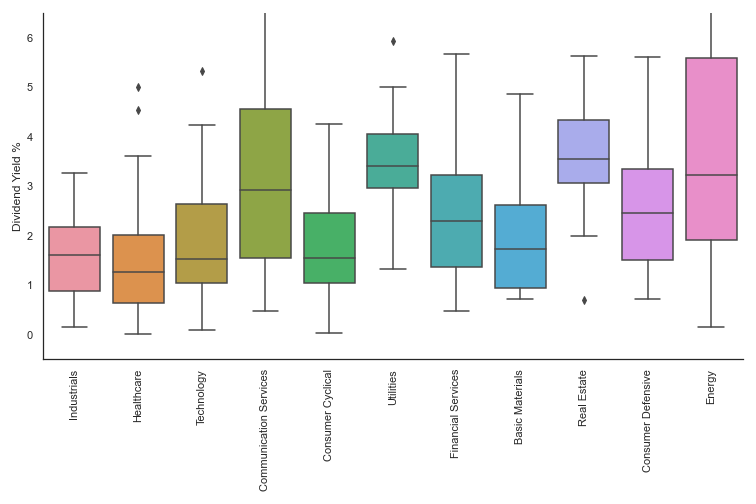 6
5
4
3
2
1
0
Dividend Yield %
Industrials
Healthcare
Technology
Communication Services
Consumer Cyclical
Utilities
Financial Services
Basic Materials
Real Estate
Consumer Defensive
Energy